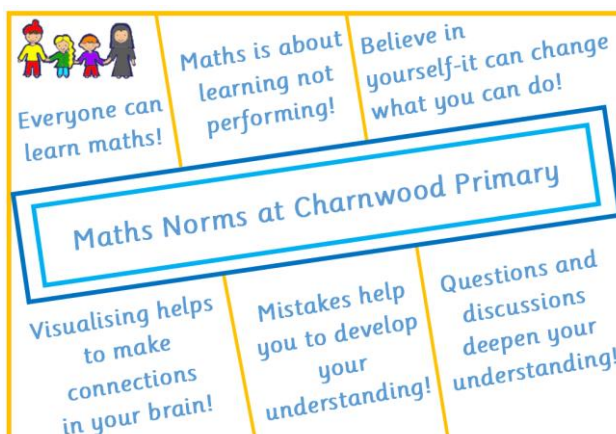 Everyone can
learn maths!
Maths is about
learning not
performing!
Believe in
yourself-it can change
what you can do!
Maths Norms at Charnwood Primary
Visualising helps
to make
connections
in your brain!
Mistakes help
you to develop
your
understanding!
Questions and
discussions
deepen your
understanding!